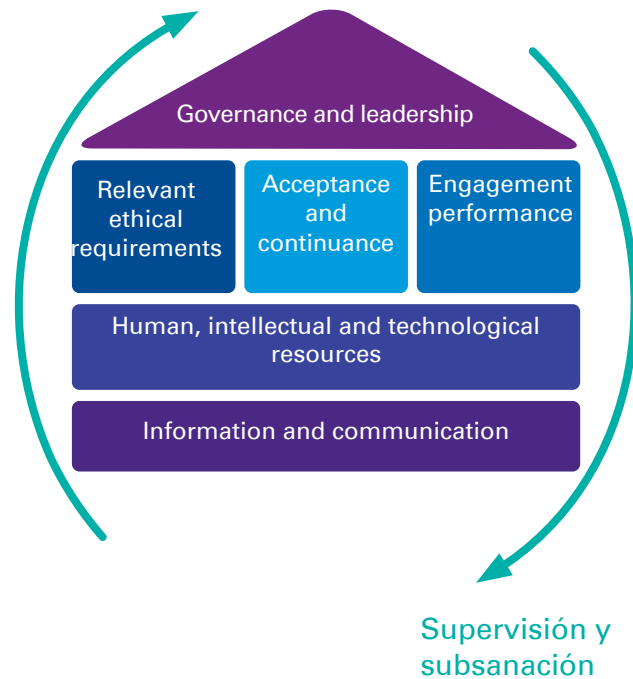 Governance and leadership
Relevant
ethical
requirements
Acceptance
and
continuance
Engagement
performance
Human, intellectual and technological
resources
Information and communication
Supervisión y
subsanación